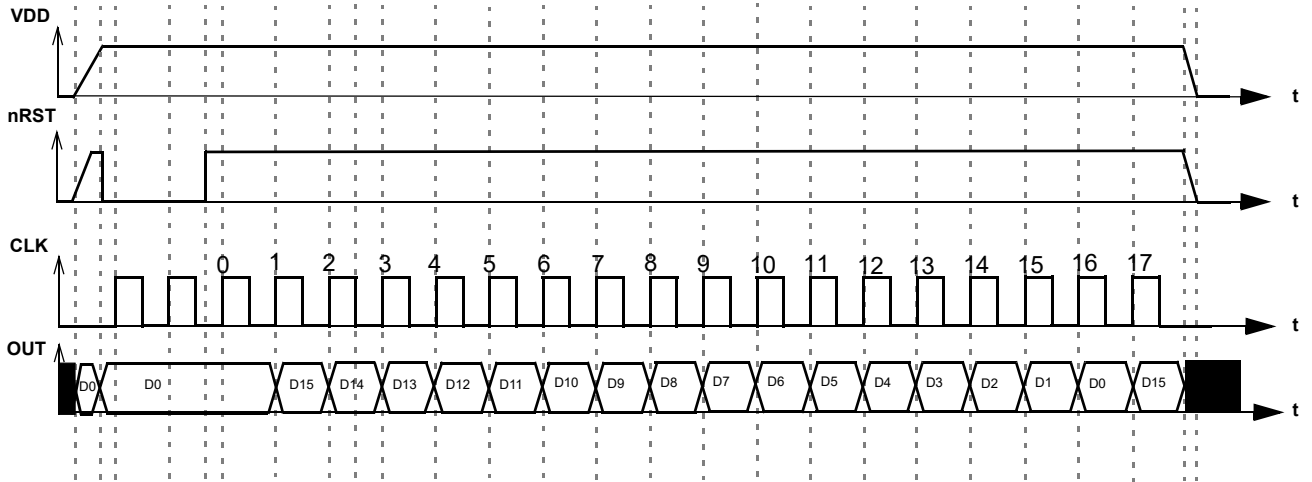 VDD
t
nRST
t
CLK
0 1 2 3 4 5 6 7 8 9 10 11 12 13 14 15 16 17
t
OUT
D0 D0 D15 D14 D13 D12 D11 D10 D9 D8 D7 D6 D5 D4 D3 D2 D1 D0 D15
t